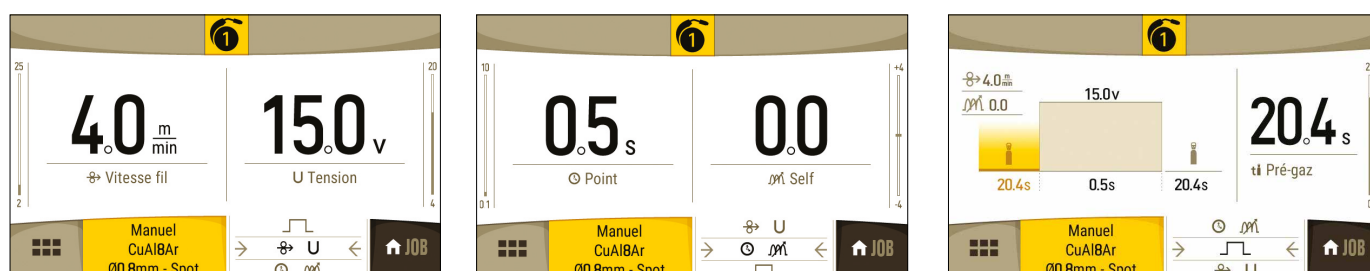 1
25
20
4.0 m/min
15.0 v
Vitesse fil
U Tension
2
4
Manuel
CuAl8Ar
Ø0.8mm - Spot
U
JOB
1
10
+4
0.5 s
0.0
Point
Self
0.1
-4
Manuel
CuAl8Ar
Ø0.8mm - Spot
U
JOB
1
4.0 m/min
0.0
15.0v
20.4 s
Pré-gaz
20.4s
0.5s
20.4s
Manuel
CuAl8Ar
Ø0.8mm - Spot
U
JOB